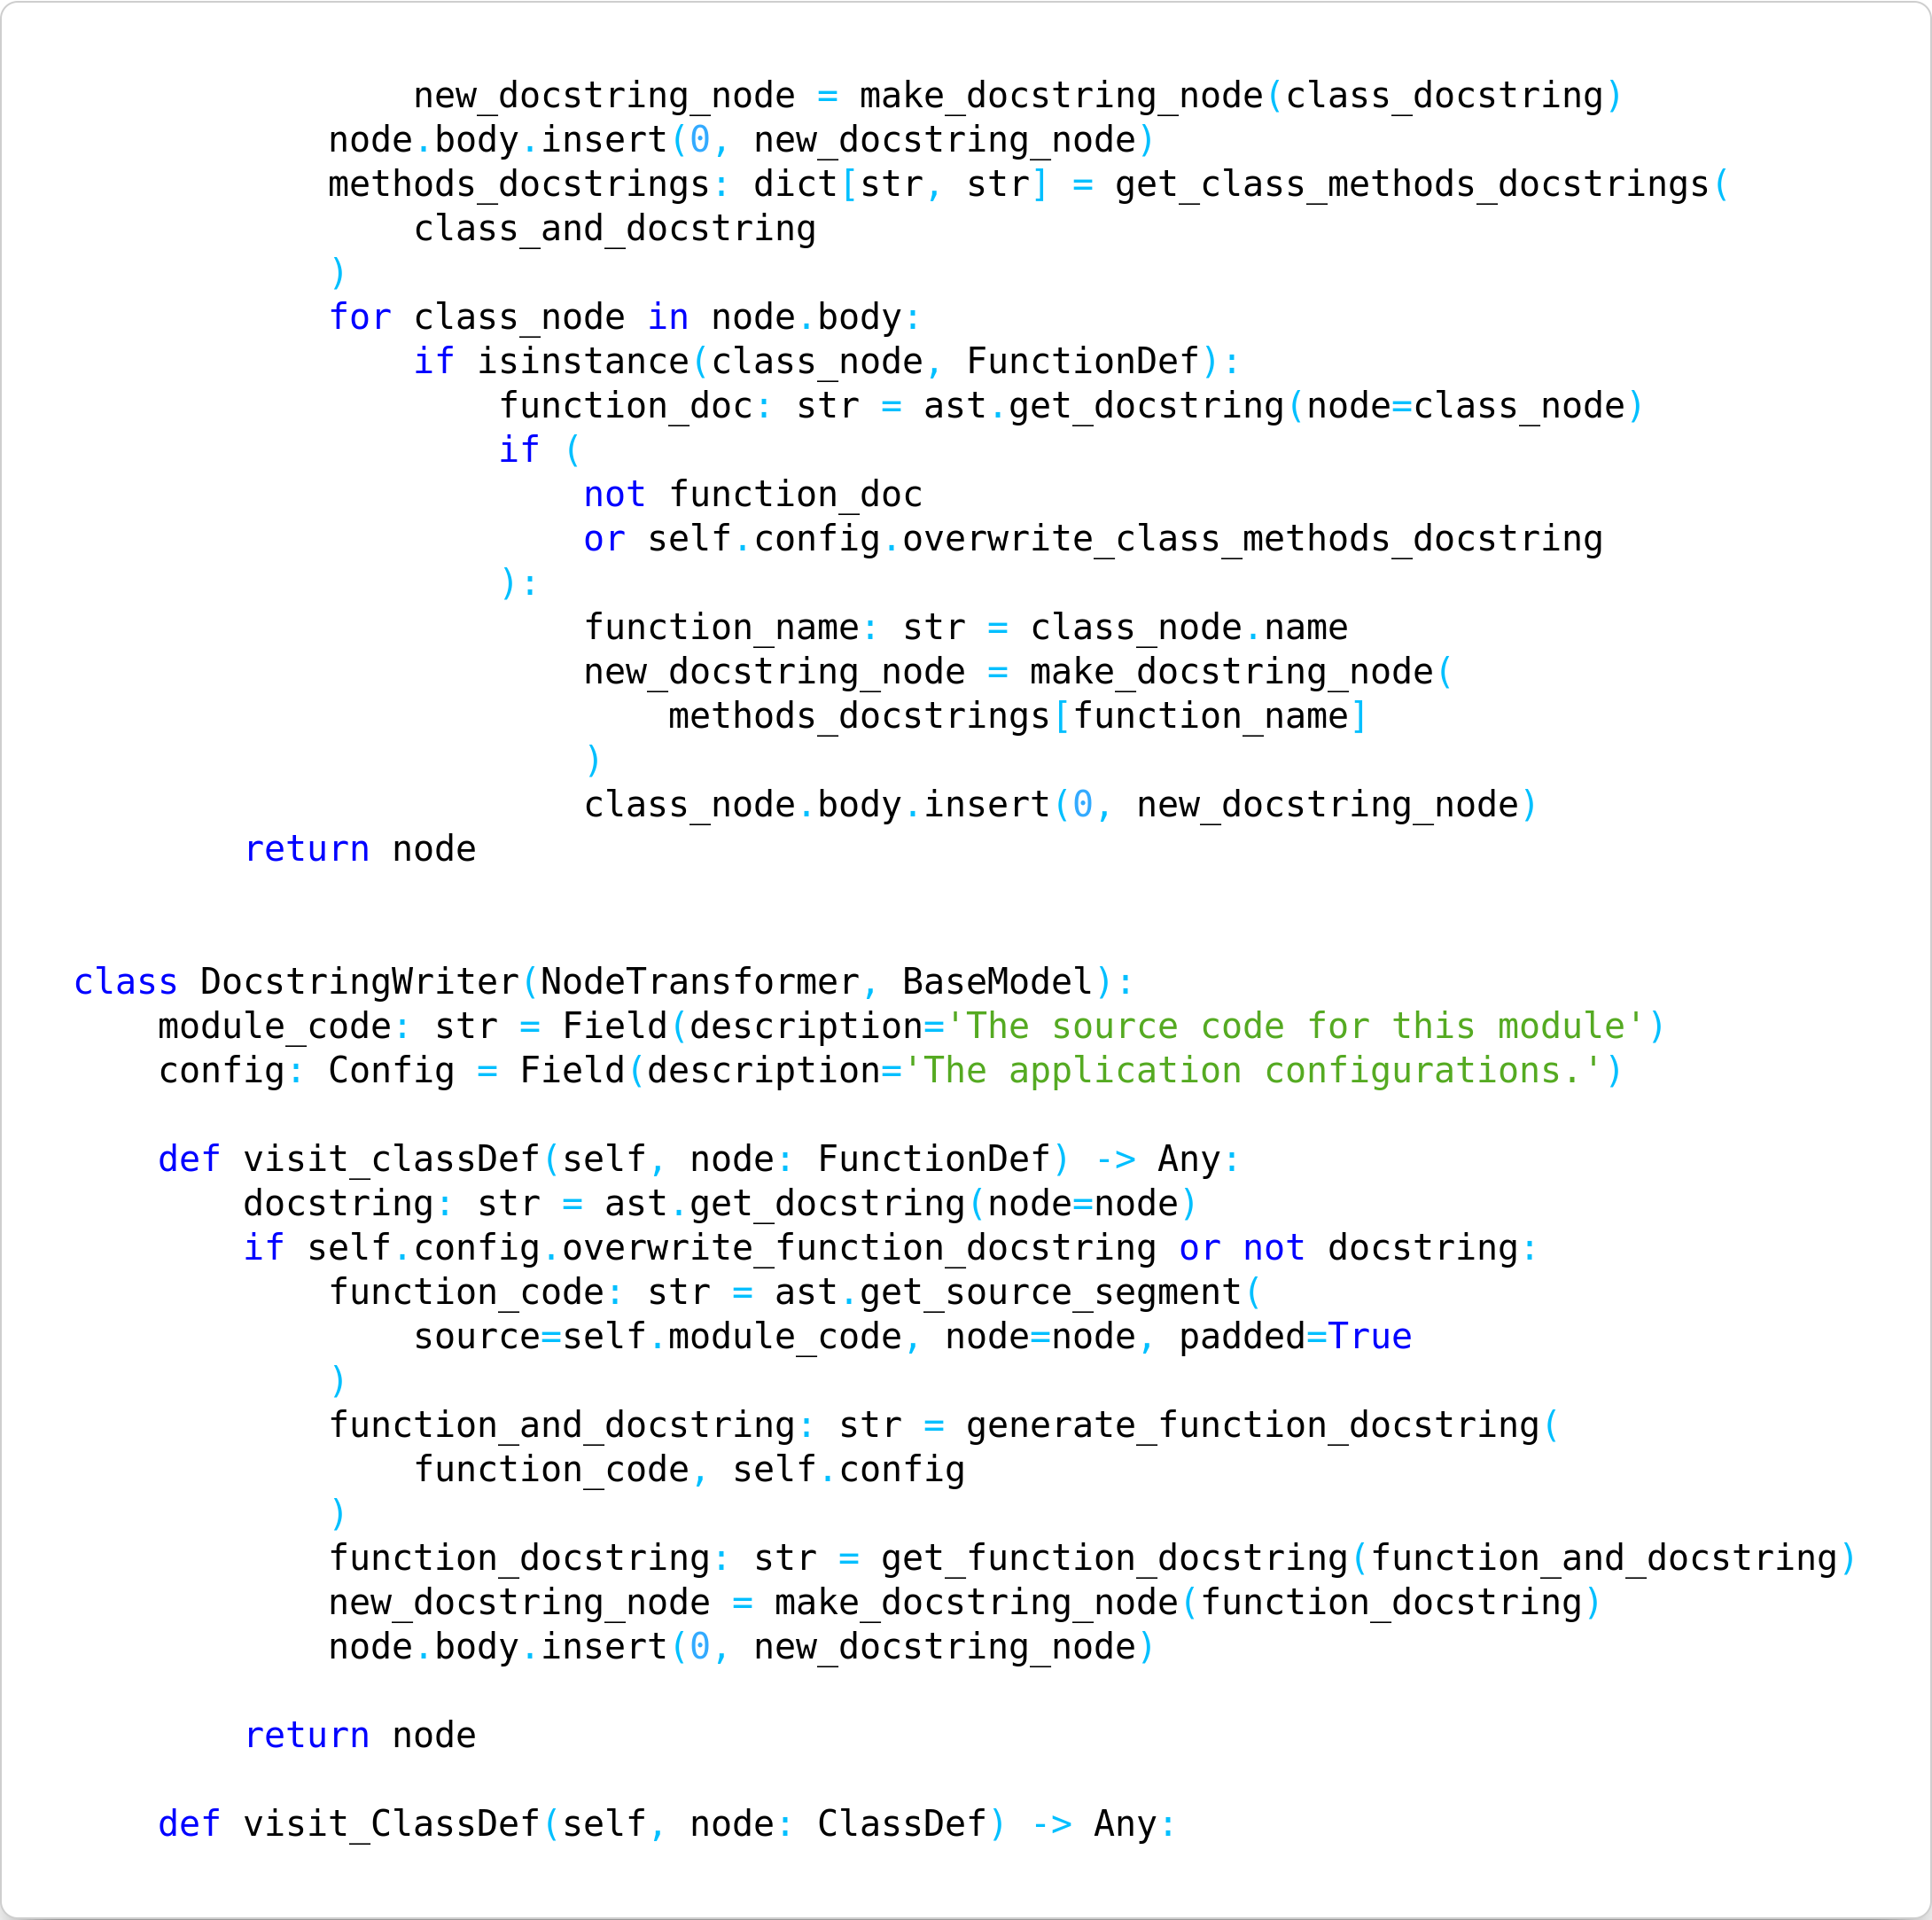 new_docstring_node = make_docstring_node(class_docstring)
            node.body.insert(0, new_docstring_node)
            methods_docstrings: dict[str, str] = get_class_methods_docstrings(
                class_and_docstring
            )
            for class_node in node.body:
                if isinstance(class_node, FunctionDef):
                    function_doc: str = ast.get_docstring(node=class_node)
                    if (
                        not function_doc
                        or self.config.overwrite_class_methods_docstring
                    ):
                        function_name: str = class_node.name
                        new_docstring_node = make_docstring_node(
                            methods_docstrings[function_name]
                        )
                        class_node.body.insert(0, new_docstring_node)
        return node


class DocstringWriter(NodeTransformer, BaseModel):
    module_code: str = Field(description='The source code for this module')
    config: Config = Field(description='The application configurations.')

    def visit_classDef(self, node: FunctionDef) -> Any:
        docstring: str = ast.get_docstring(node=node)
        if self.config.overwrite_function_docstring or not docstring:
            function_code: str = ast.get_source_segment(
                source=self.module_code, node=node, padded=True
            )
            function_and_docstring: str = generate_function_docstring(
                function_code, self.config
            )
            function_docstring: str = get_function_docstring(function_and_docstring)
            new_docstring_node = make_docstring_node(function_docstring)
            node.body.insert(0, new_docstring_node)

        return node

    def visit_ClassDef(self, node: ClassDef) -> Any: